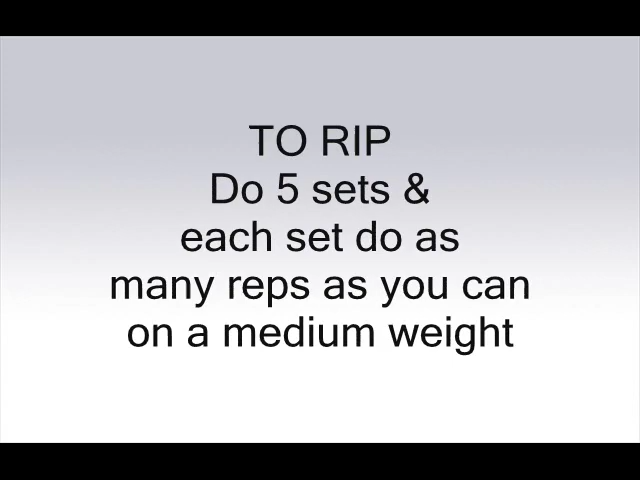 TO RIP
Do 5 sets &
each set do as
many reps as you can
on a medium weight